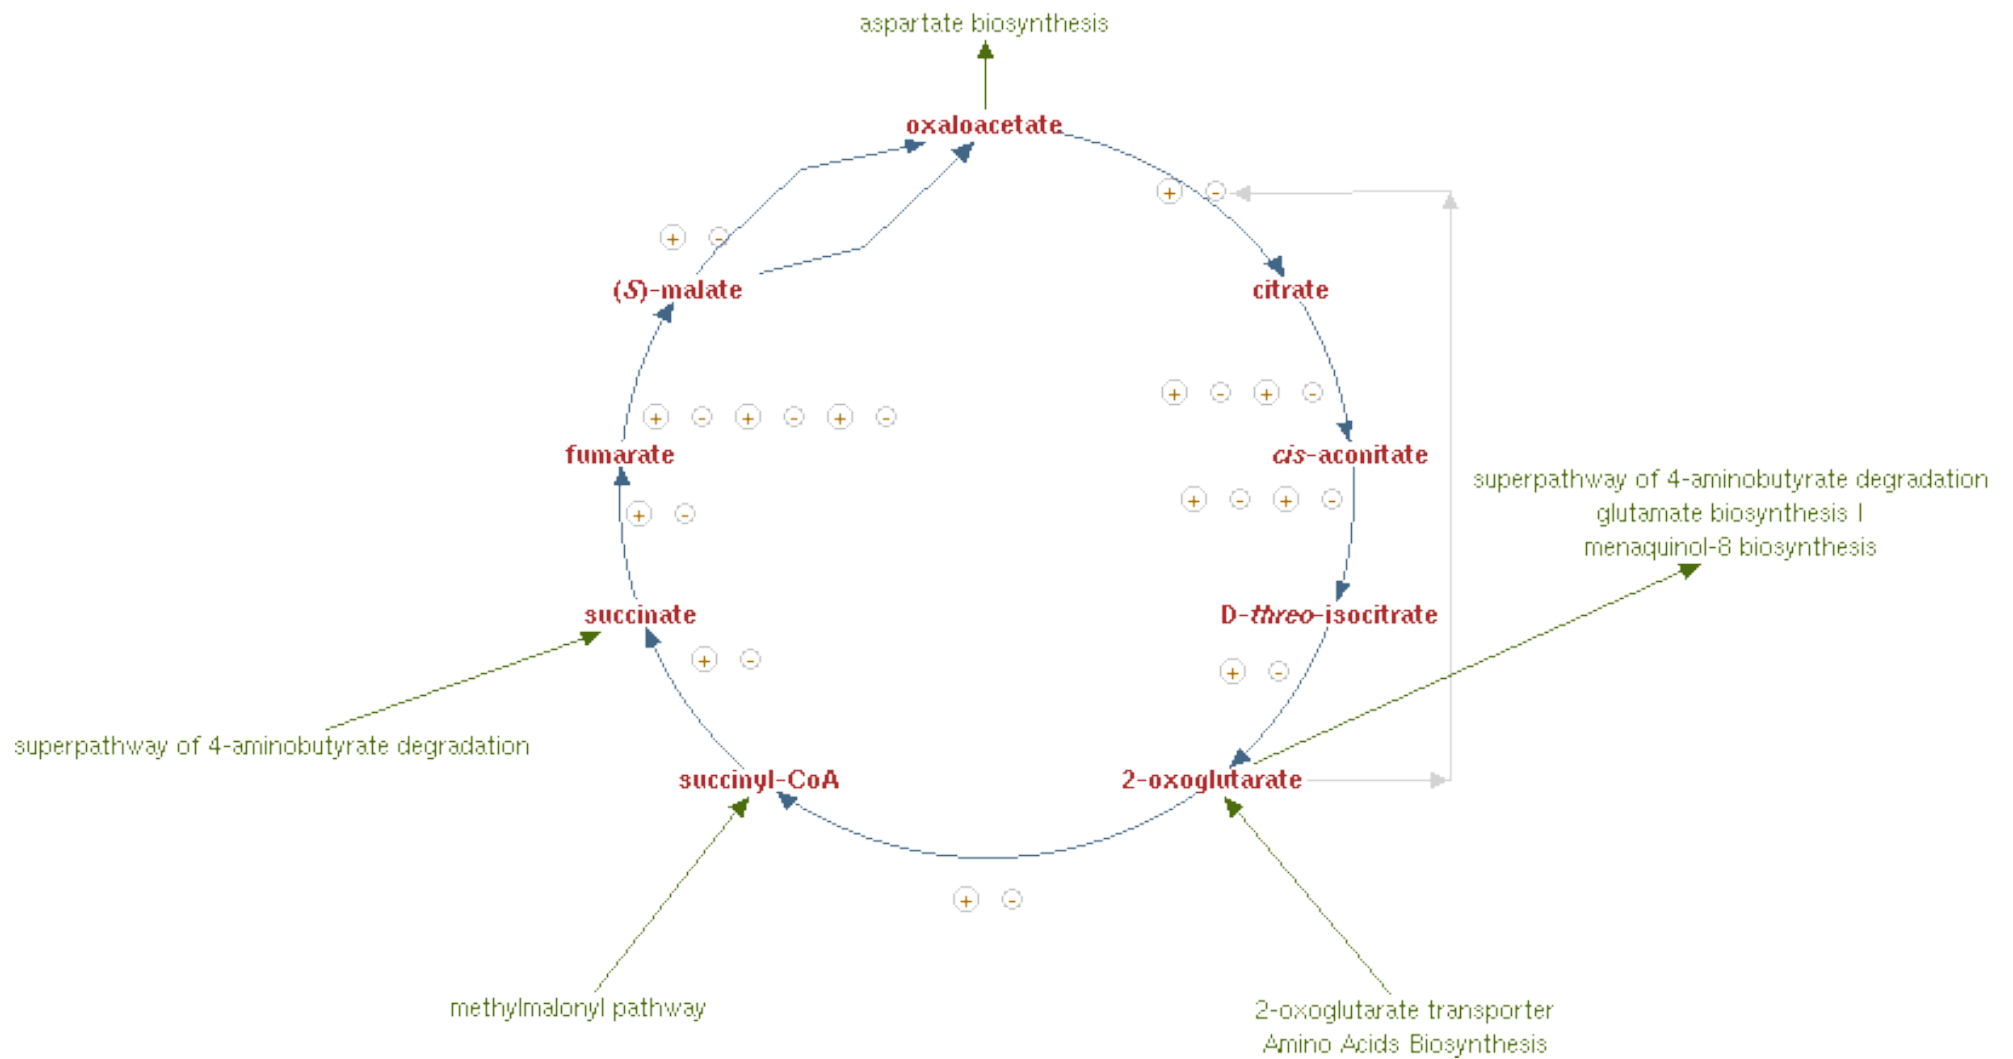 aspartate biosynthesis
oxaloacetate
+ -
+ -
(S)-malate
citrate
+ - + -
+ - + - + -
fumarate
cis-aconitate
superpathway of 4-aminobutyrate degradation
glutamate biosynthesis I
menaquinol-8 biosynthesis
+ - + -
+ -
succinate
D-threo-isocitrate
+ -
+ -
superpathway of 4-aminobutyrate degradation
succinyl-CoA
2-oxoglutarate
+ -
methylmalonyl pathway
2-oxoglutarate transporter
Amino Acids Biosynthesis